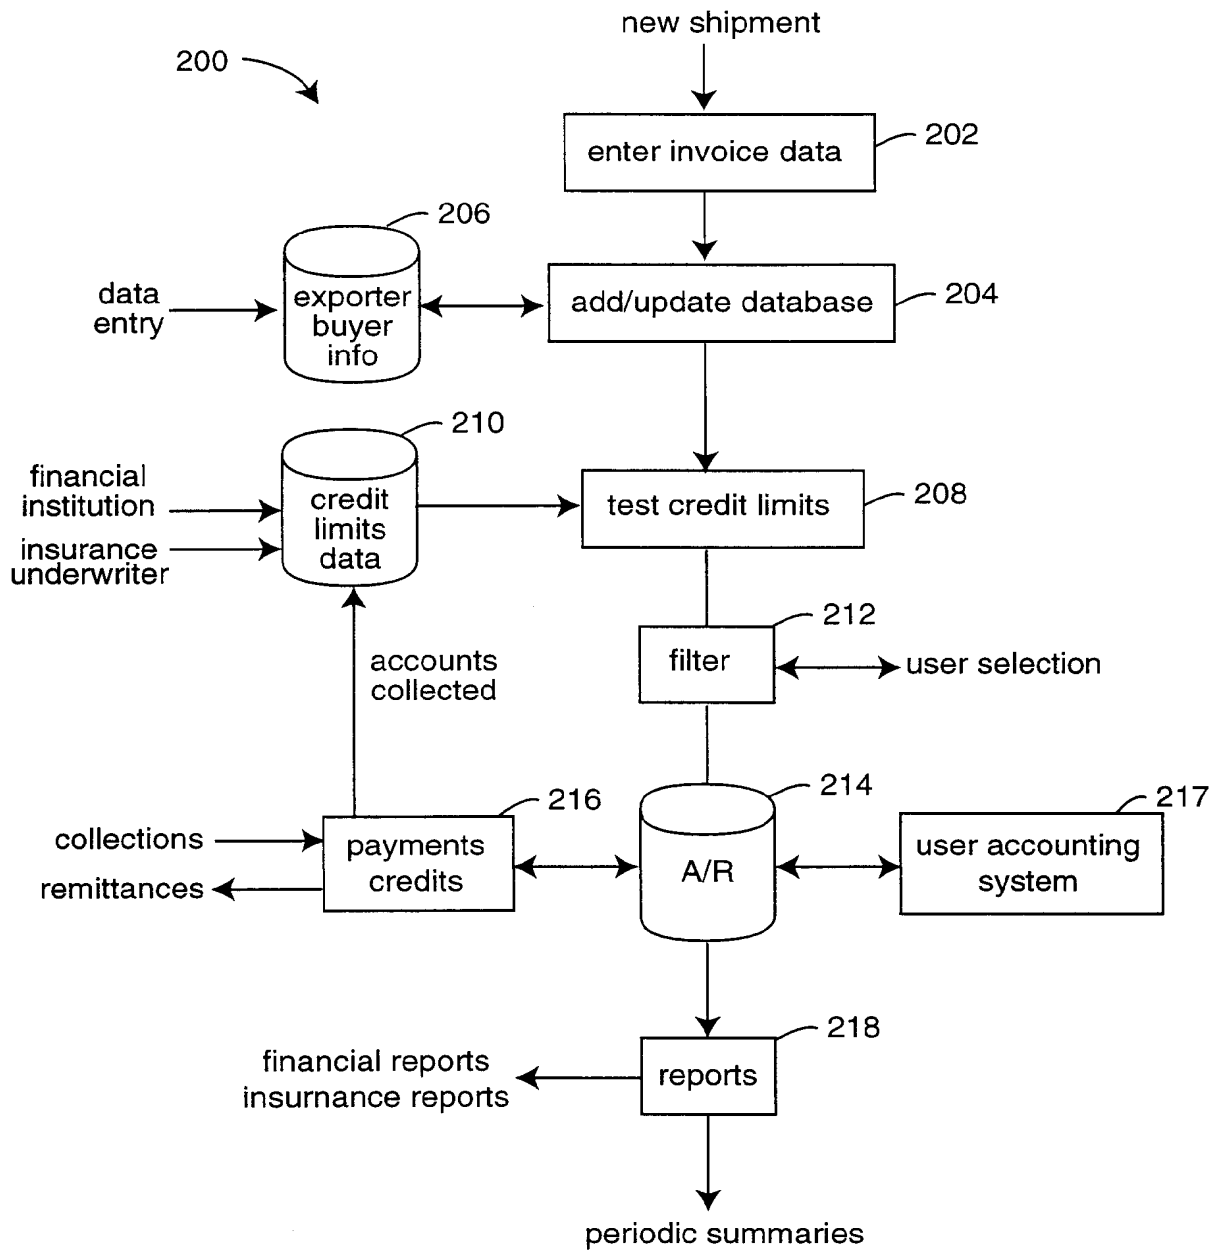 new shipment
200
enter invoice data
202
206
data
entry
exporter
buyer
info
add/update database
204
210
financial
institution
insurance
underwriter
credit
limits
data
test credit limits
208
212
filter
user selection
accounts
collected
216
214
217
collections
remittances
payments
credits
A/R
user accounting
system
218
financial reports
insurnance reports
reports
periodic summaries